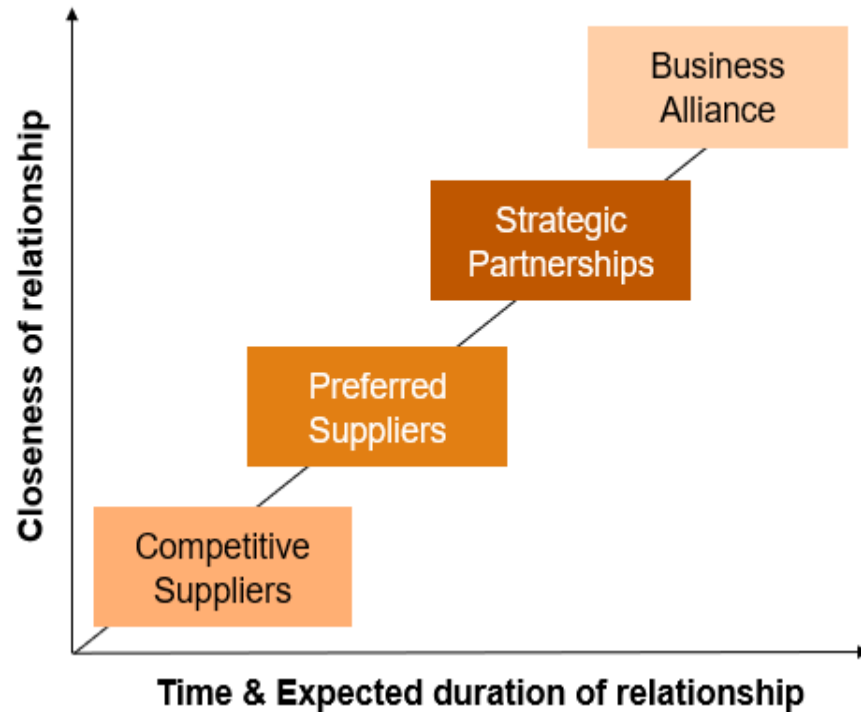 Business
Alliance
Strategic
Partnerships
Preferred
Suppliers
Competitive
Suppliers
Closeness of relationship
Time & Expected duration of relationship